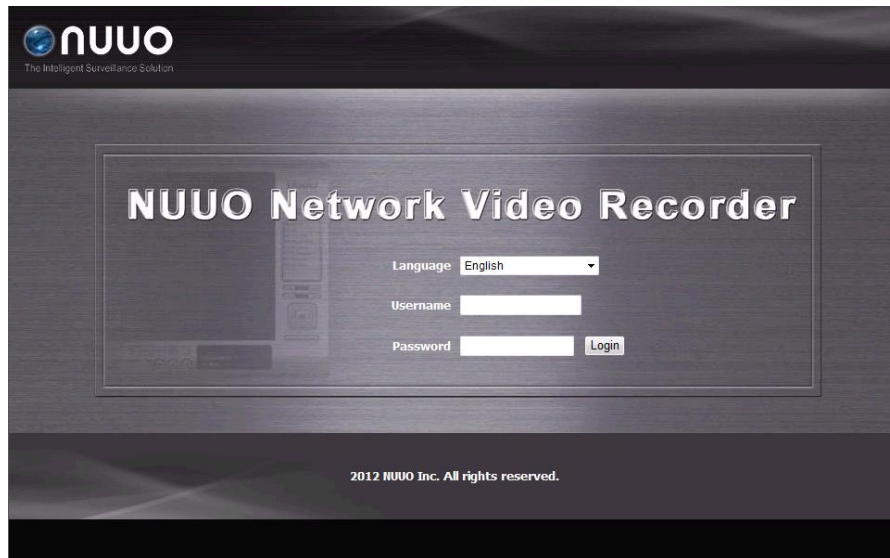 nuuo
The Intelligent Surveillance Solution
NUUO Network Video Recorder
Language English
Username
Password Login
2012 NUUO Inc. All rights reserved.